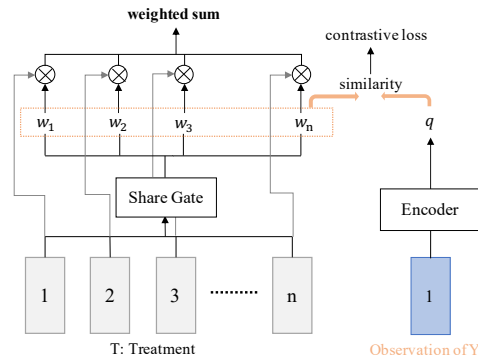 weighted sum
contrastive loss
similarity
w1 w2 w3 wn
q
Share Gate
Encoder
1 2 3 ·········· n
1
T: Treatment
Observation of Y